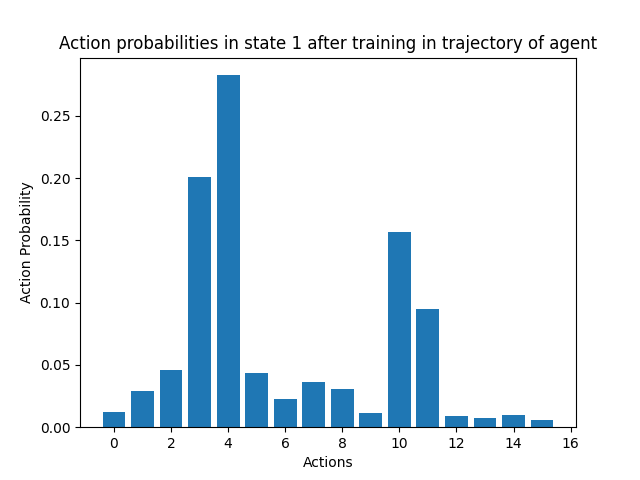 Action probabilities in state 1 after training in trajectory of agent
0.25
0.20
0.15
0.10
0.05
0.00
Action Probability
0 2 4 6 8 10 12 14 16
Actions